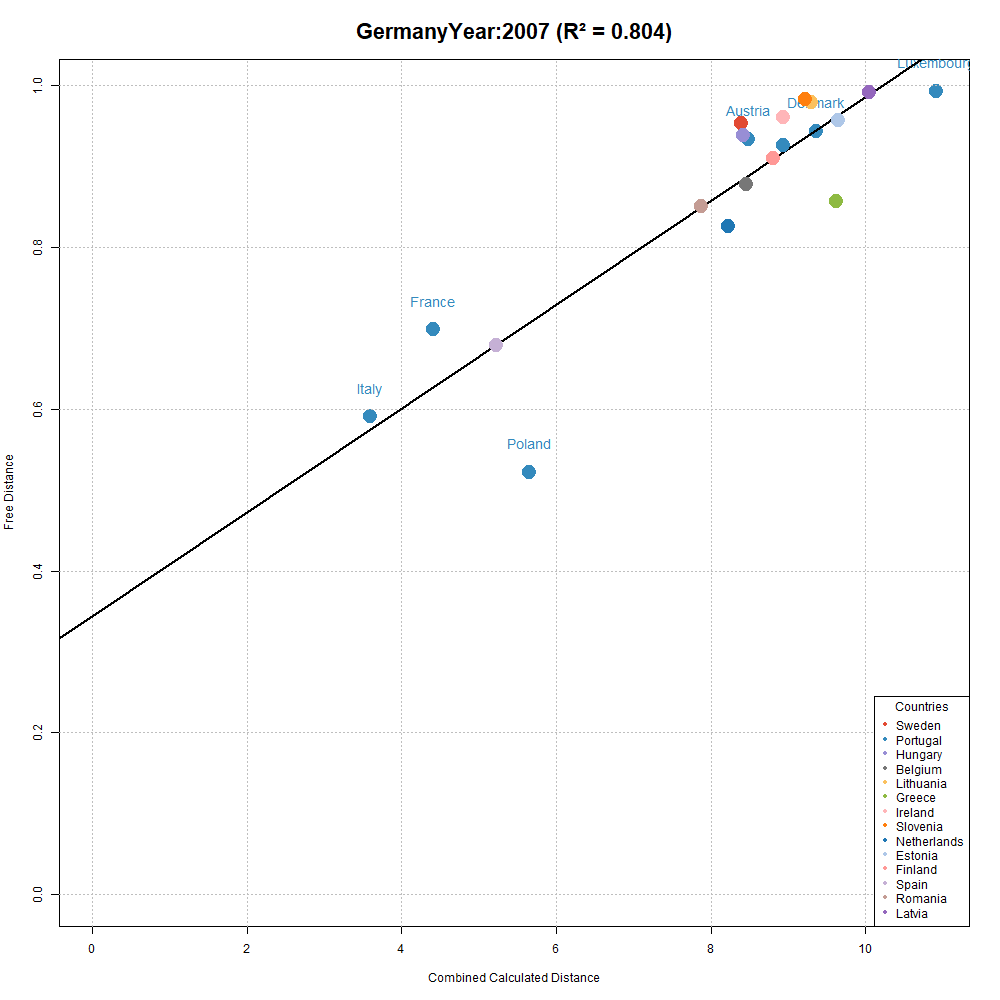 GermanyYear:2007 (R² = 0.804)
Luxembourg
Denmark
Austria
France
Italy
Poland
1.0
0.8
0.6
0.4
0.2
0.0
Free Distance
0 2 4 6 8 10
Combined Calculated Distance
Countries
Sweden
Portugal
Hungary
Belgium
Lithuania
Greece
Ireland
Slovenia
Netherlands
Estonia
Finland
Spain
Romania
Latvia